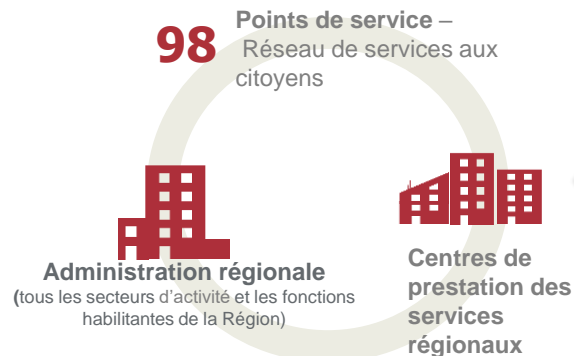 98
Points de service –
Réseau de services aux
citoyens
Administration régionale
(tous les secteurs d'activité et les fonctions
habilitantes de la Région)
Centres de
prestation des
services
régionaux